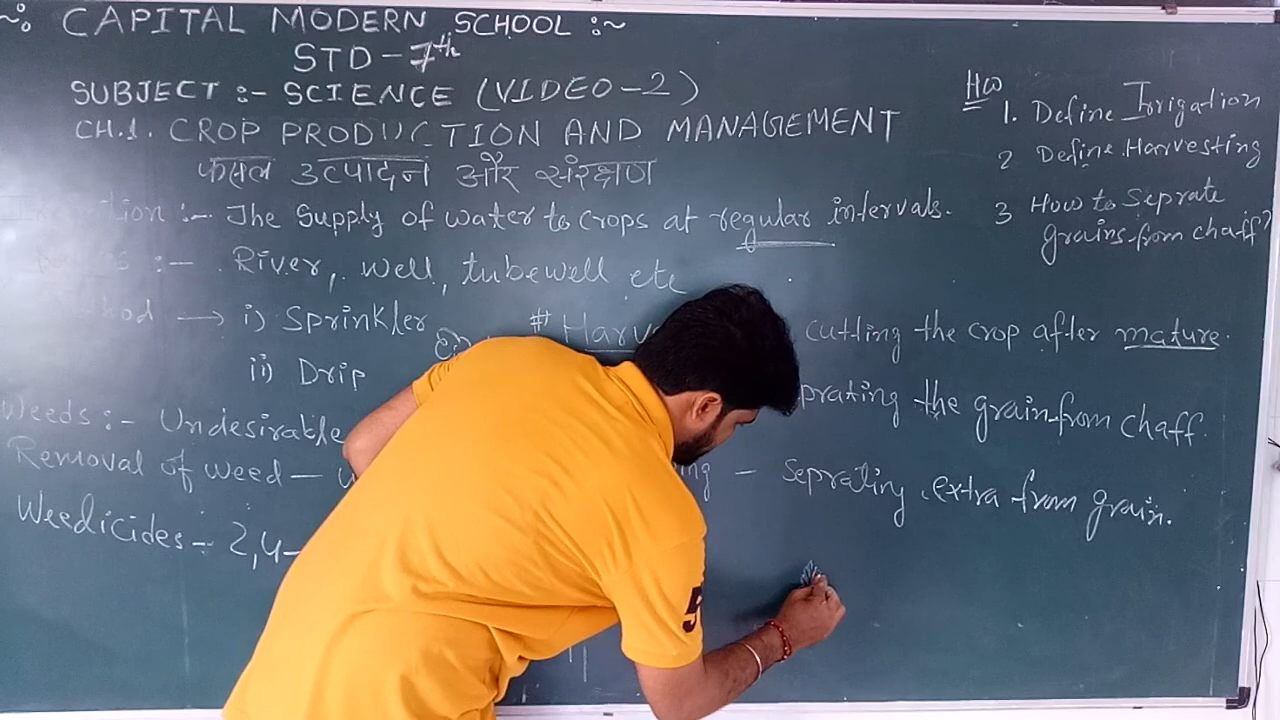 CAPITAL MODERN SCHOOL :~
STD - 7th
SUBJECT :- SCIENCE (VIDEO-2)
CH.1. CROP PRODUCTION AND MANAGEMENT
फसल उत्पादन और संरक्षण
:- The Supply of water to crops at regular intervals.
:- River, well, tubewell etc
→ i) Sprinkler
ii) Drip
Weeds :- Undesirable
Removal of weed -
Weedicides :- 2,4-
# Harv
cutting the crop after mature.
prating the grain from chaff.
ng - Seprating extra from grain.
HW
1. Define Irrigation
2 Define Harvesting
3 How to Seprate
grains from chaff?
5